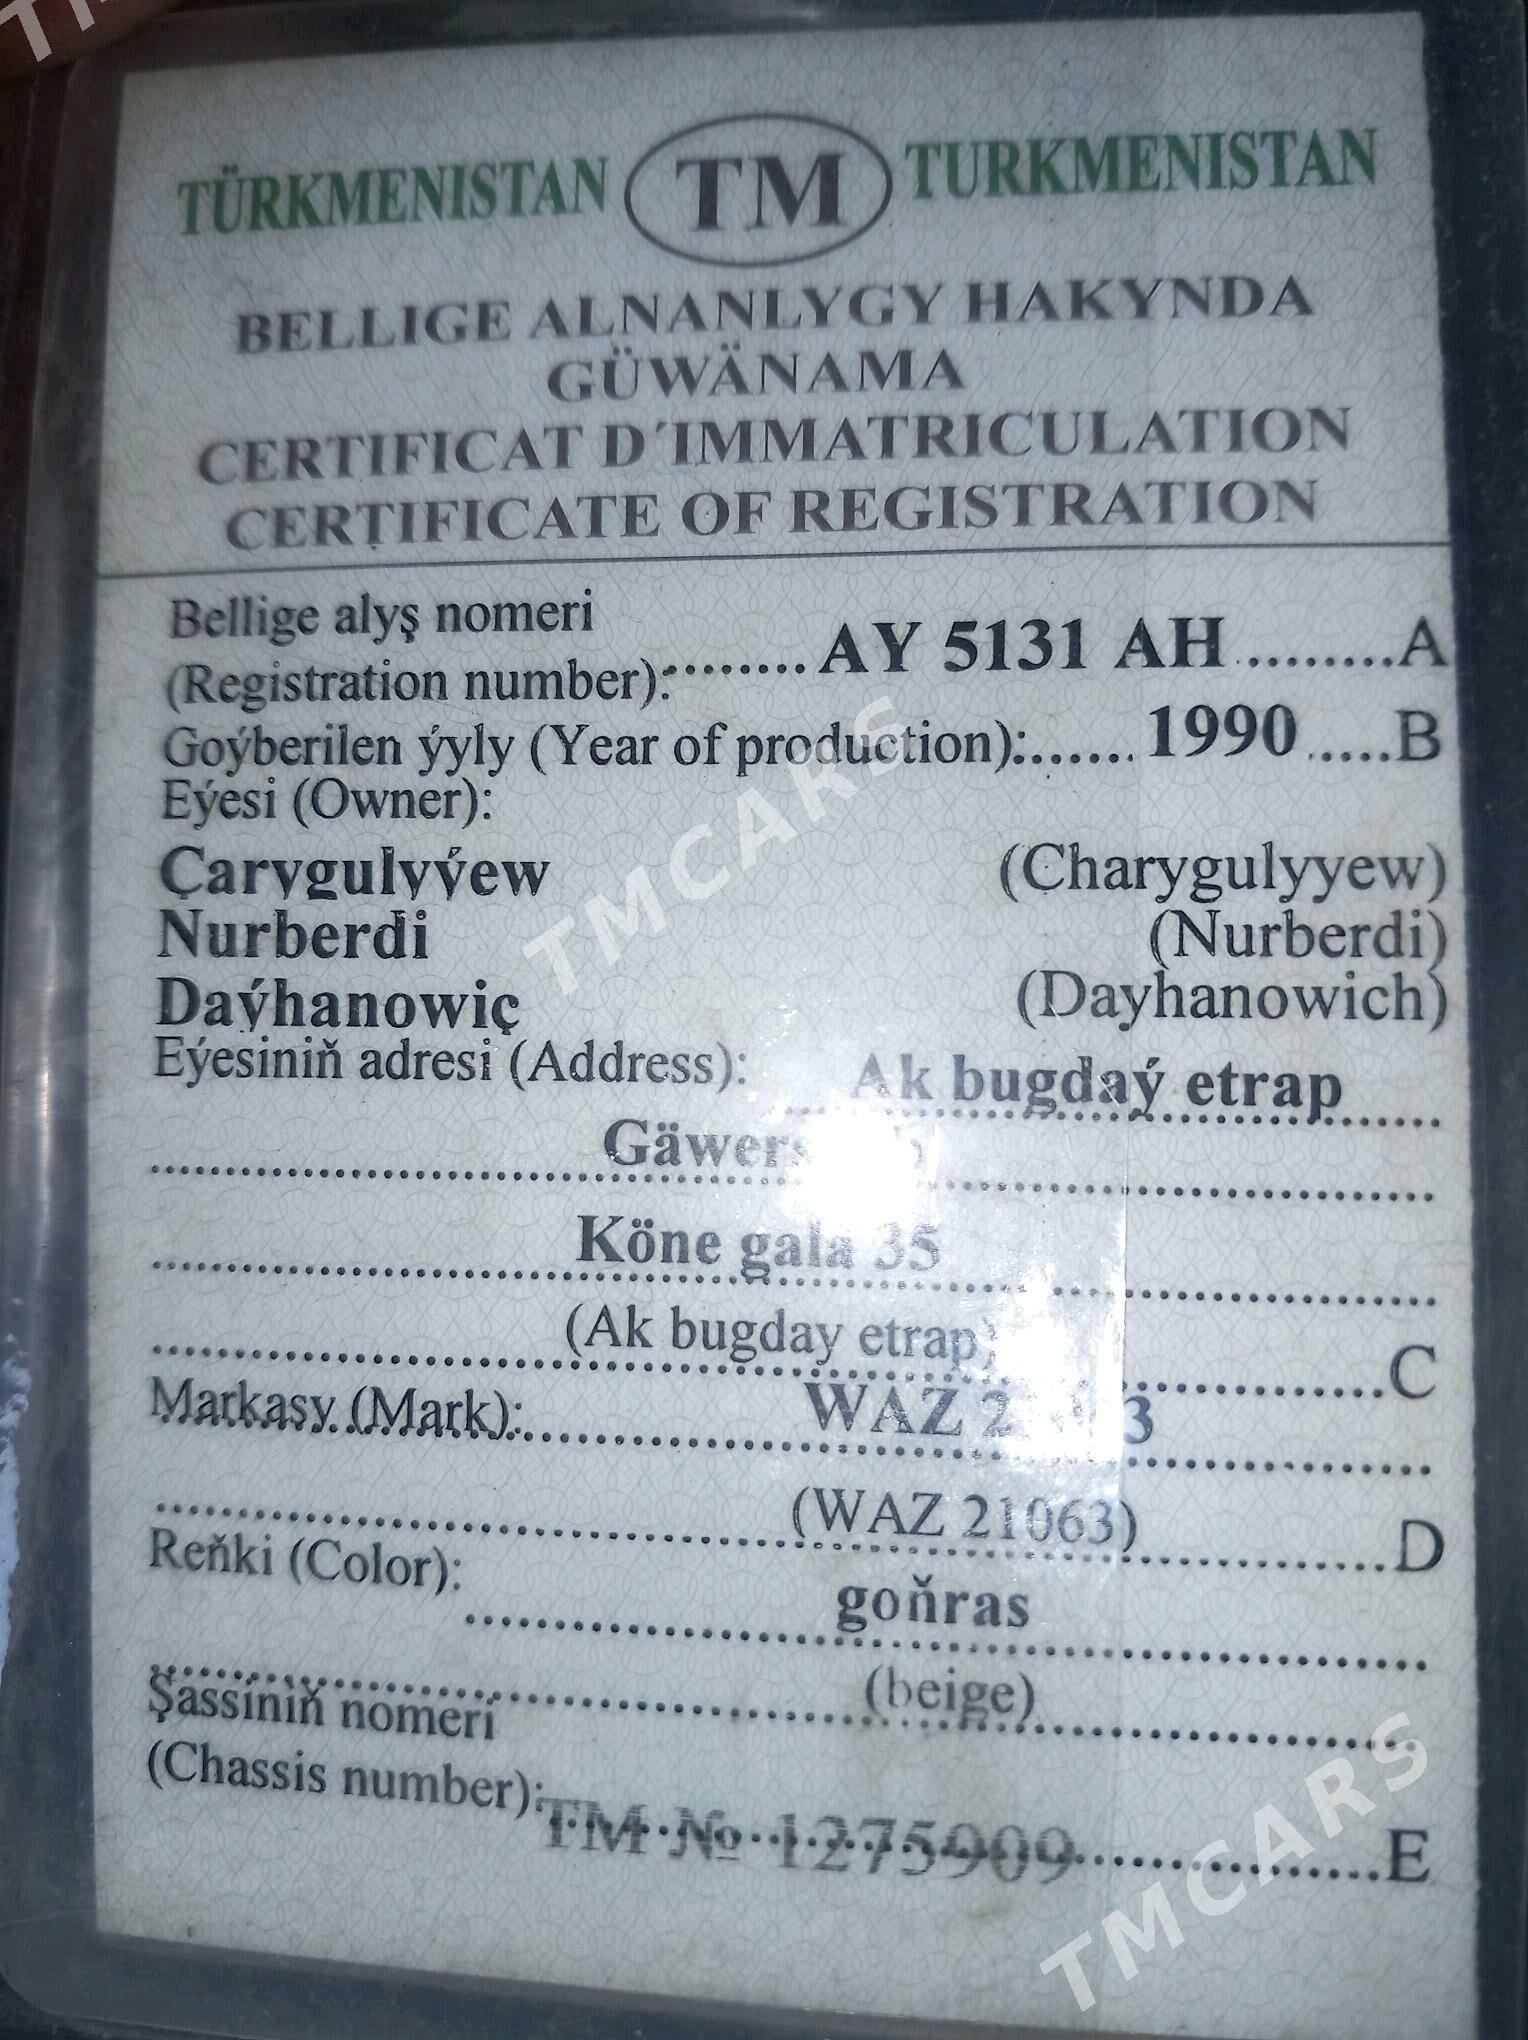 TÜRKMENISTAN TM TURKMENISTAN
BELLIGE ALNANLYGY HAKYNDA
GÜWÄNAMA
CERTIFICAT D´IMMATRICULATION
CERTIFICATE OF REGISTRATION
Bellige alyş nomeri
(Registration number):........AY 5131 AH.........A
Goýberilen ýyly (Year of production):.......1990.....B
Eýesi (Owner):
Çarygulyýew (Charygulyyew)
Nurberdi (Nurberdi)
Daýhanowiç (Dayhanowich)
Eýesiniň adresi (Address): Ak bugdaý etrap
Köne gala 35
(Ak bugday etrap) C
Markasy (Mark): WAZ
(WAZ 21063) D
Reňki (Color): goňras
(beige)
Şassiniň nomeri
(Chassis number): E
TM № 1275909
TMCARS
TMCARS